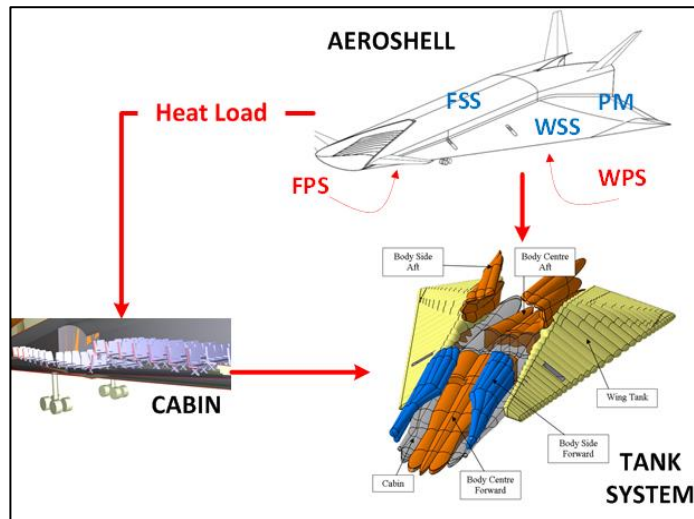 AEROSHELL
FSS
PM
Heat Load
WSS
FPS
WPS
Body Side
Aft
Body Centre
Aft
Wing Tank
CABIN
Body Side
Forward
Cabin
Body Centre
Forward
TANK
SYSTEM